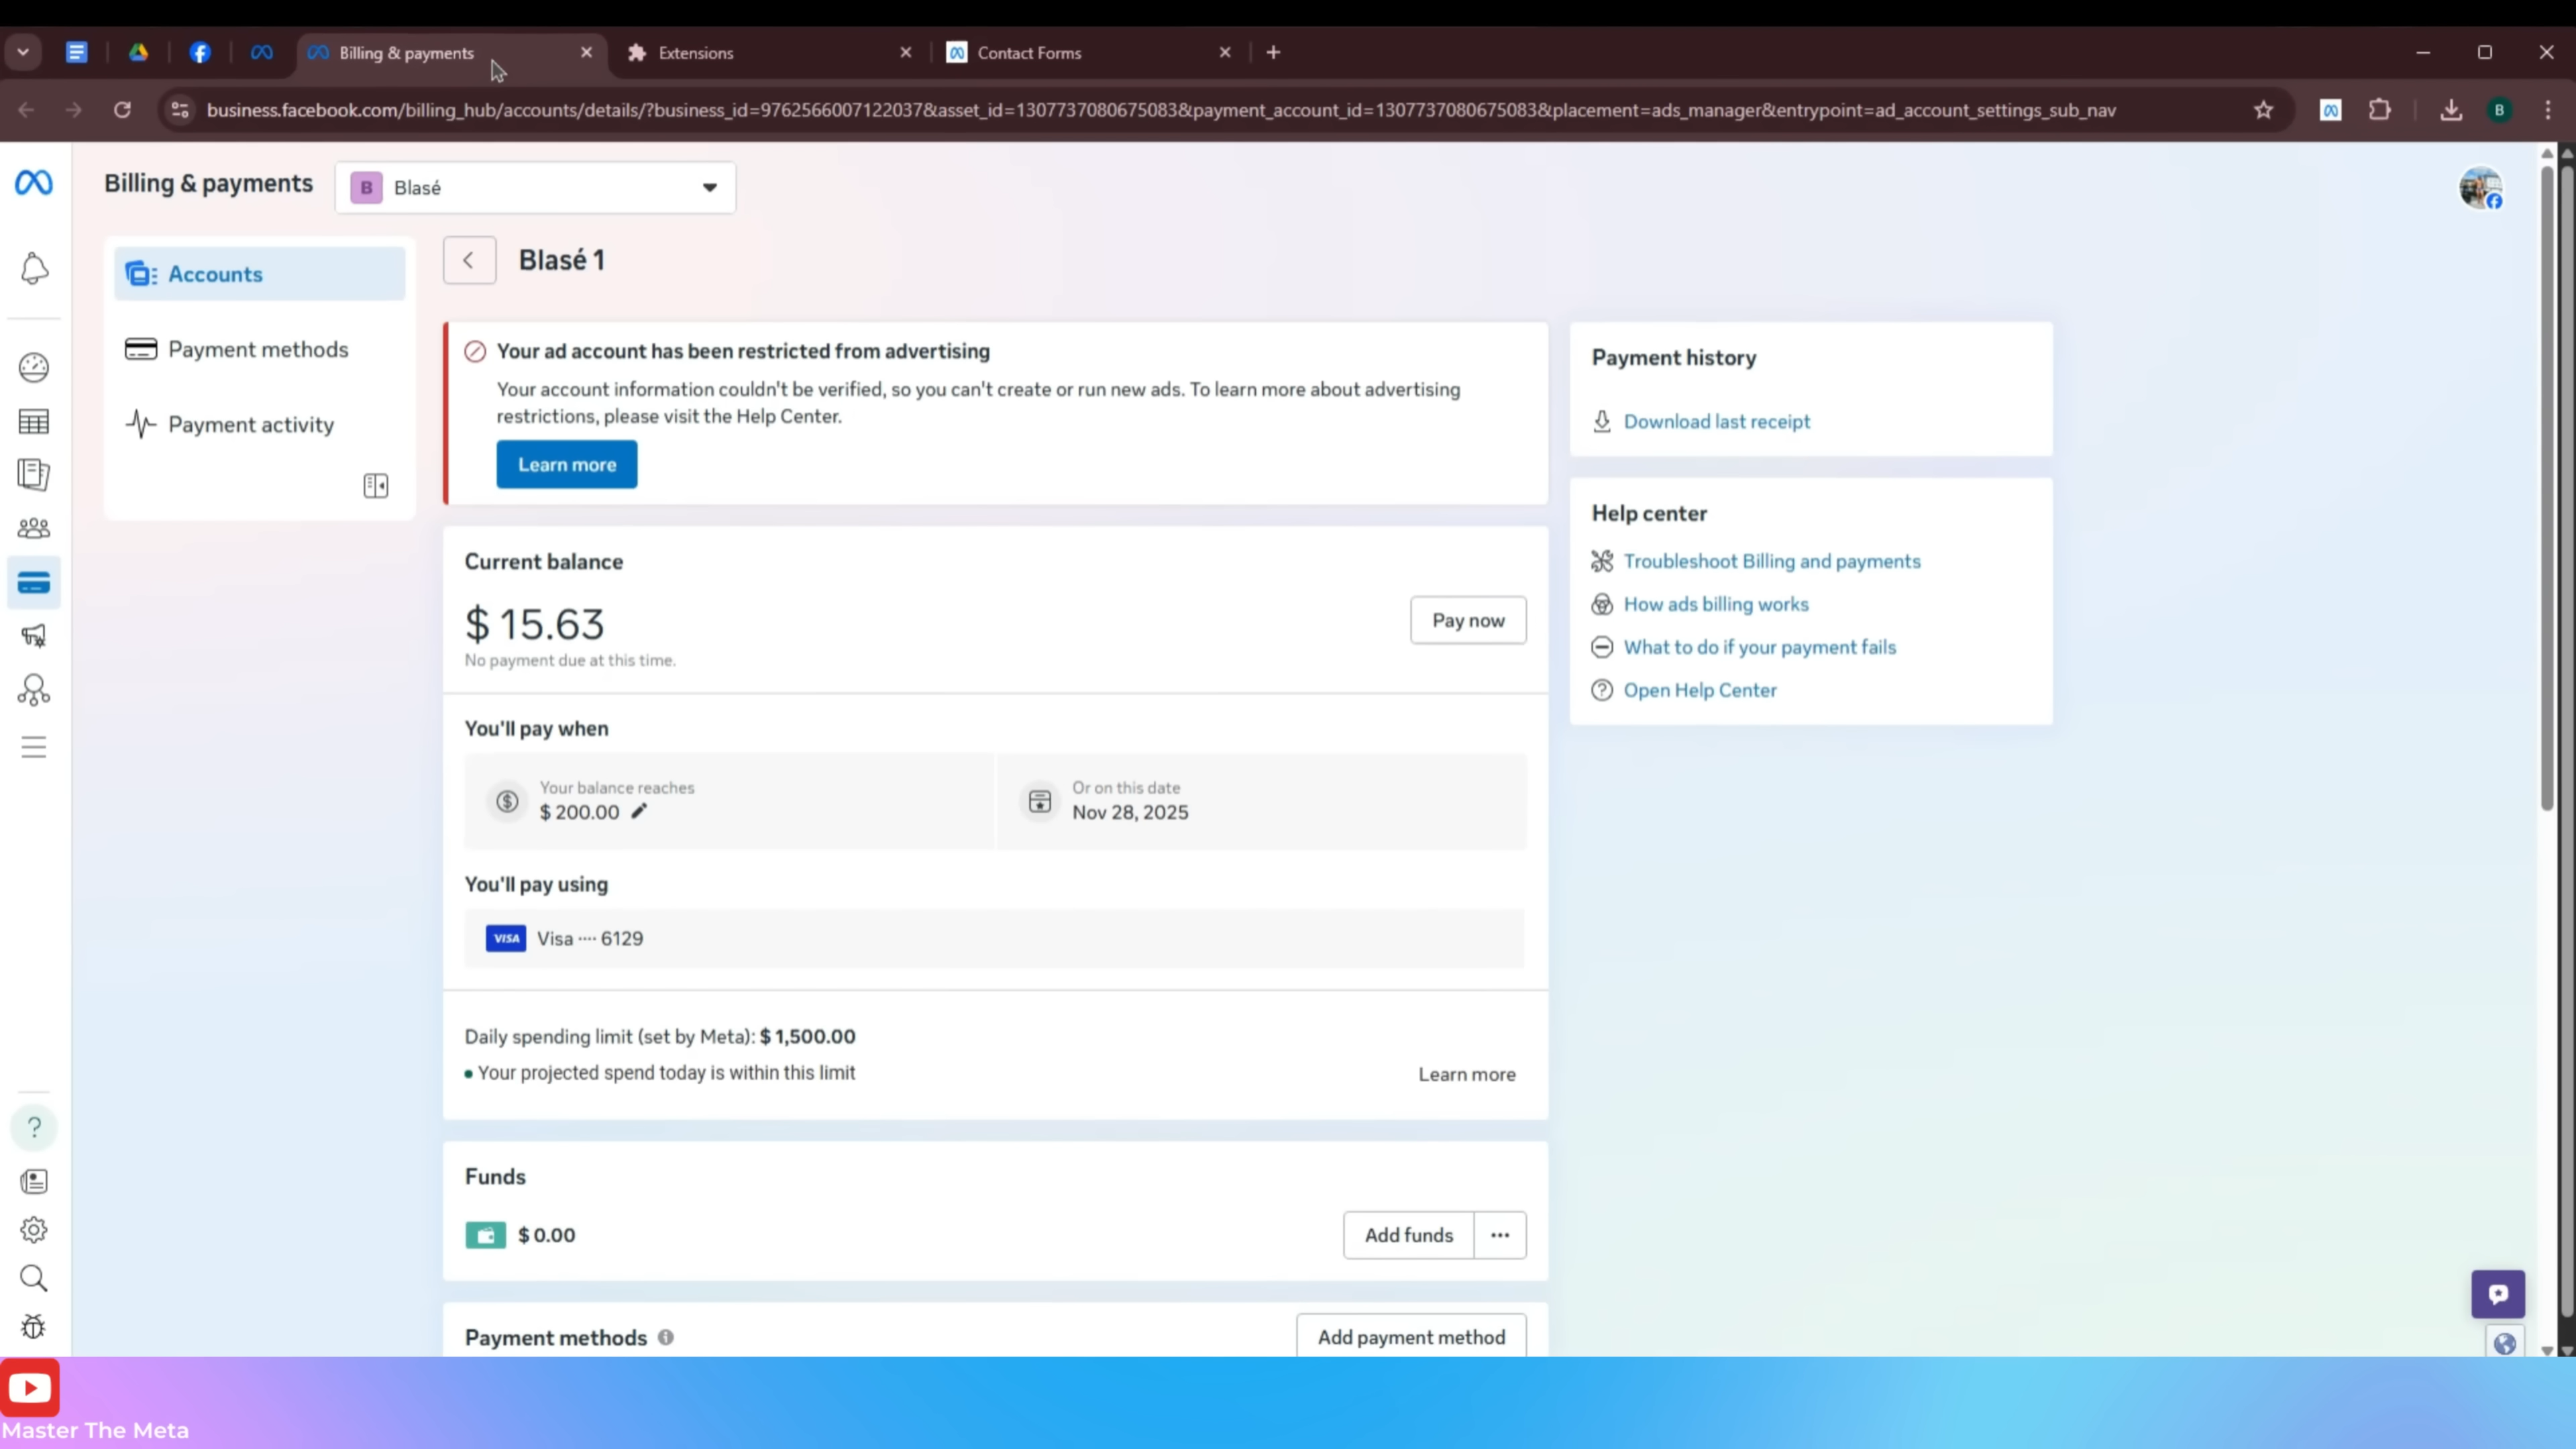 Billing & payments
Extensions
Contact Forms
business.facebook.com/billing_hub/accounts/details/?business_id=9762566007122037&asset_id=1307737080675083&payment_account_id=1307737080675083&placement=ads_manager&entrypoint=ad_account_settings_sub_nav
B
Billing & payments
B Blasé
Accounts
Payment methods
Payment activity
Blasé 1
Your ad account has been restricted from advertising
Your account information couldn't be verified, so you can't create or run new ads. To learn more about advertising
restrictions, please visit the Help Center.
Learn more
Payment history
Download last receipt
Help center
Troubleshoot Billing and payments
How ads billing works
What to do if your payment fails
Open Help Center
Current balance
$ 15.63
No payment due at this time.
Pay now
You'll pay when
Your balance reaches
$ 200.00
Or on this date
Nov 28, 2025
You'll pay using
VISA Visa ···· 6129
Daily spending limit (set by Meta): $ 1,500.00
• Your projected spend today is within this limit
Learn more
Funds
$ 0.00
Add funds
Payment methods
Add payment method
Master The Meta